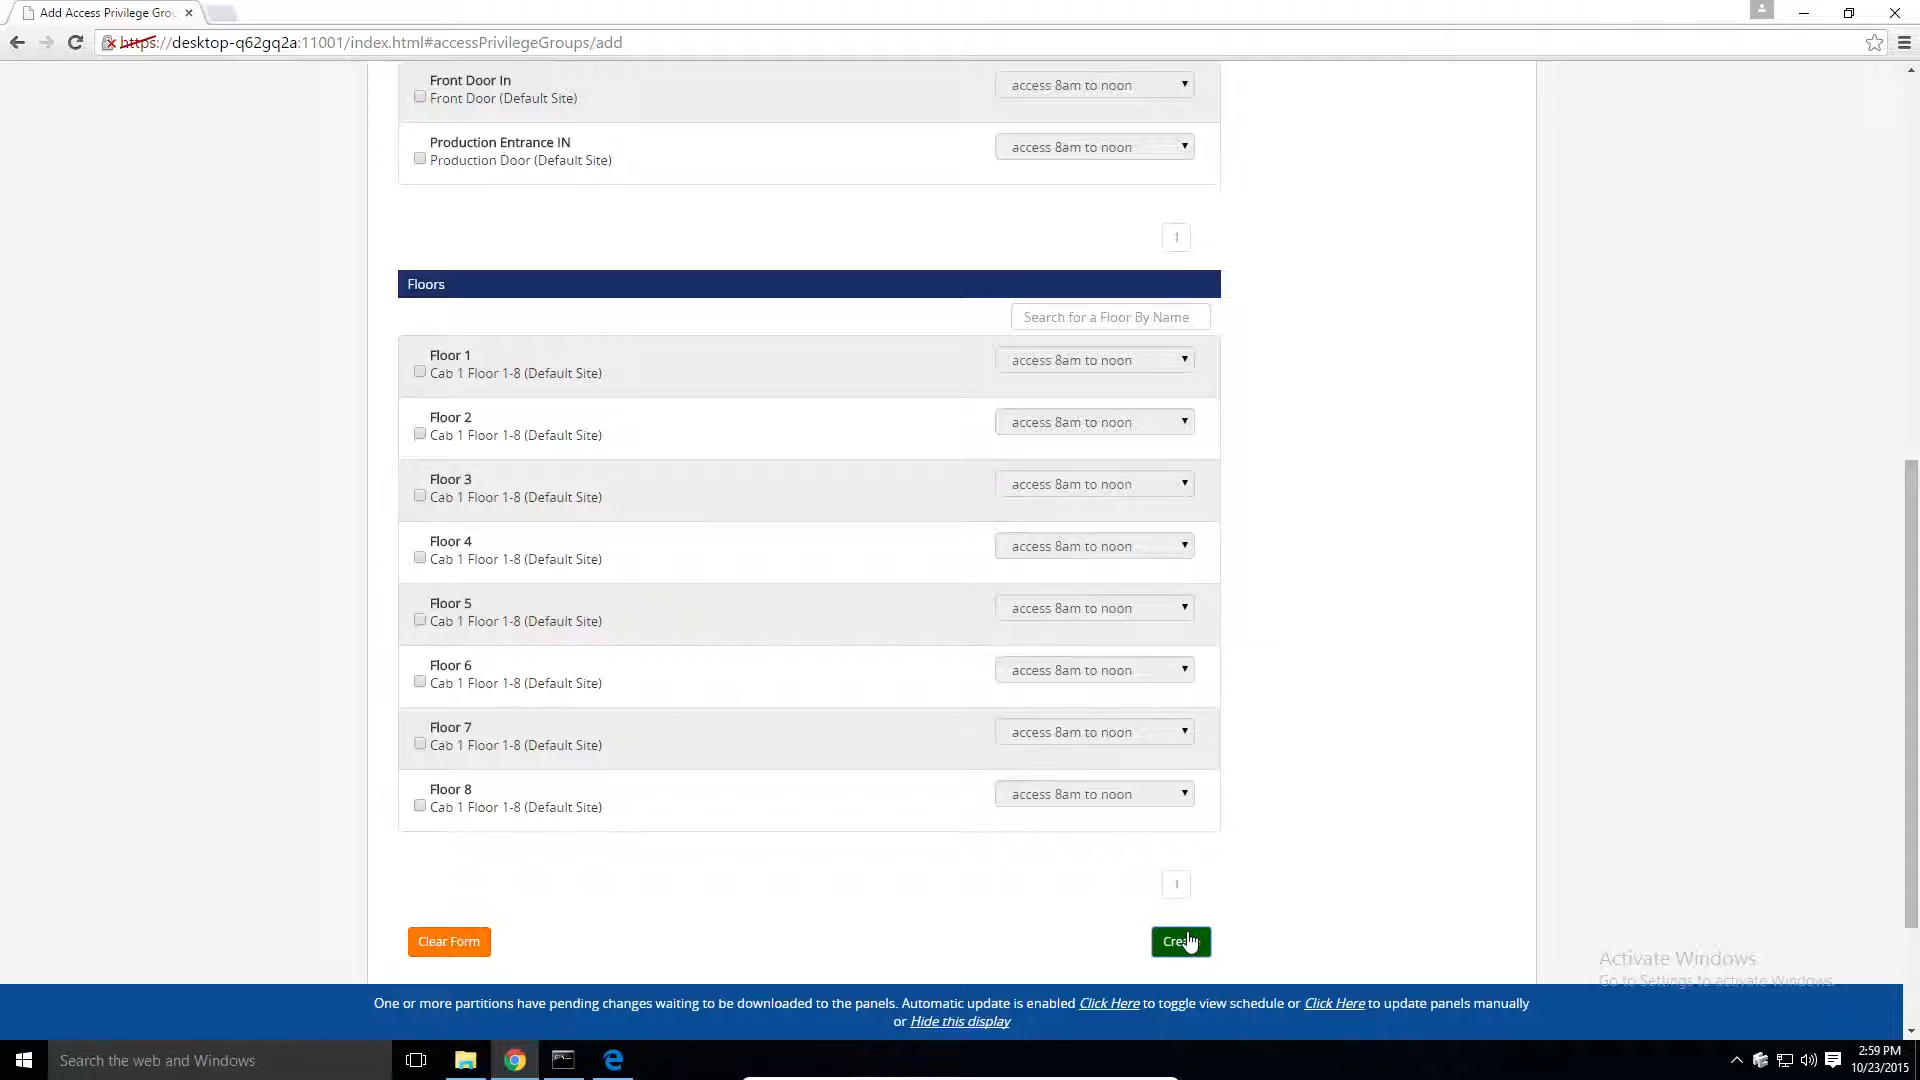 Add Access Privilege Gro
https://desktop-q62gq2a:11001/index.html#accessPrivilegeGroups/add
Front Door In
Front Door (Default Site)
access 8am to noon
Production Entrance IN
Production Door (Default Site)
access 8am to noon
1
Floors
Search for a Floor By Name
Floor 1
Cab 1 Floor 1-8 (Default Site)
access 8am to noon
Floor 2
Cab 1 Floor 1-8 (Default Site)
access 8am to noon
Floor 3
Cab 1 Floor 1-8 (Default Site)
access 8am to noon
Floor 4
Cab 1 Floor 1-8 (Default Site)
access 8am to noon
Floor 5
Cab 1 Floor 1-8 (Default Site)
access 8am to noon
Floor 6
Cab 1 Floor 1-8 (Default Site)
access 8am to noon
Floor 7
Cab 1 Floor 1-8 (Default Site)
access 8am to noon
Floor 8
Cab 1 Floor 1-8 (Default Site)
access 8am to noon
1
Clear Form
Activate Windows
Go to Settings to activate Windows.
One or more partitions have pending changes waiting to be downloaded to the panels. Automatic update is enabled Click Here to toggle view schedule or Click Here to update panels manually
or Hide this display
Search the web and Windows
2:59 PM
10/23/2015